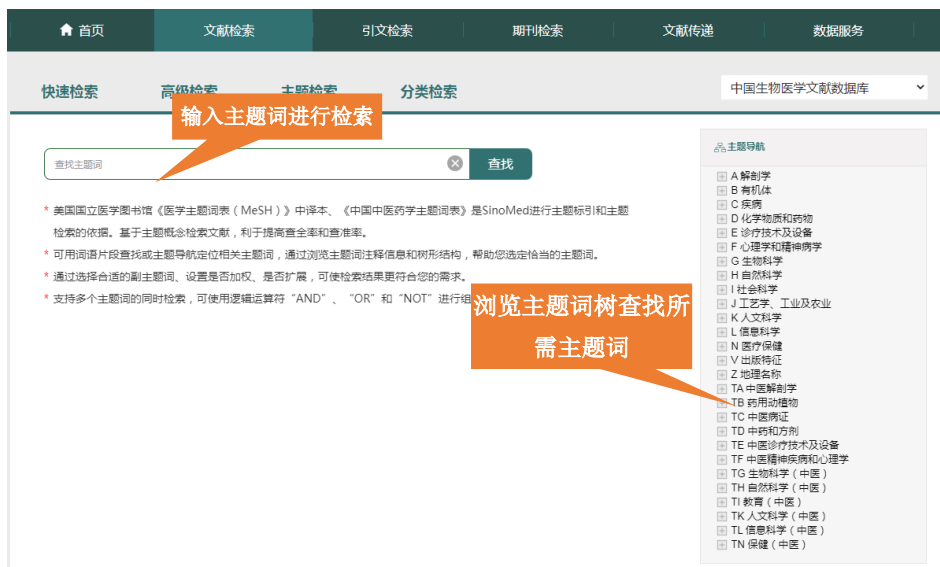 首页 文献检索 引文检索 期刊检索 文献传递 数据服务
快速检索 高级检索 主题检索 分类检索 中国生物医学文献数据库
输入主题词进行检索
查找主题词 查找
* 美国国立医学图书馆《医学主题词表（MeSH）》中译本、《中国中医药学主题词表》是SinoMed进行主题标引和主题
检索的依据。基于主题概念检索文献，利于提高查全率和查准率。
* 可用词语片段查找或主题导航定位相关主题词，通过浏览主题词注释信息和树形结构，帮助您选定恰当的主题词。
* 通过选择合适的副主题词、设置是否加权、是否扩展，可使检索结果更符合您的需求。
* 支持多个主题词的同时检索，可使用逻辑运算符“AND”、“OR”和“NOT”进行组
浏览主题词树查找所
需主题词
主题导航
A 解剖学
B 有机体
C 疾病
D 化学物质和药物
E 诊疗技术及设备
F 心理学和精神病学
G 生物科学
H 自然科学
I 社会科学
J 工艺学、工业及农业
K 人文科学
L 信息科学
N 医疗保健
V 出版特征
Z 地理名称
TA 中医解剖学
TB 药用动植物
TC 中医病证
TD 中药和方剂
TE 中医诊疗技术及设备
TF 中医精神疾病和心理学
TG 生物科学（中医）
TH 自然科学（中医）
TI 教育（中医）
TK 人文科学（中医）
TL 信息科学（中医）
TN 保健（中医）